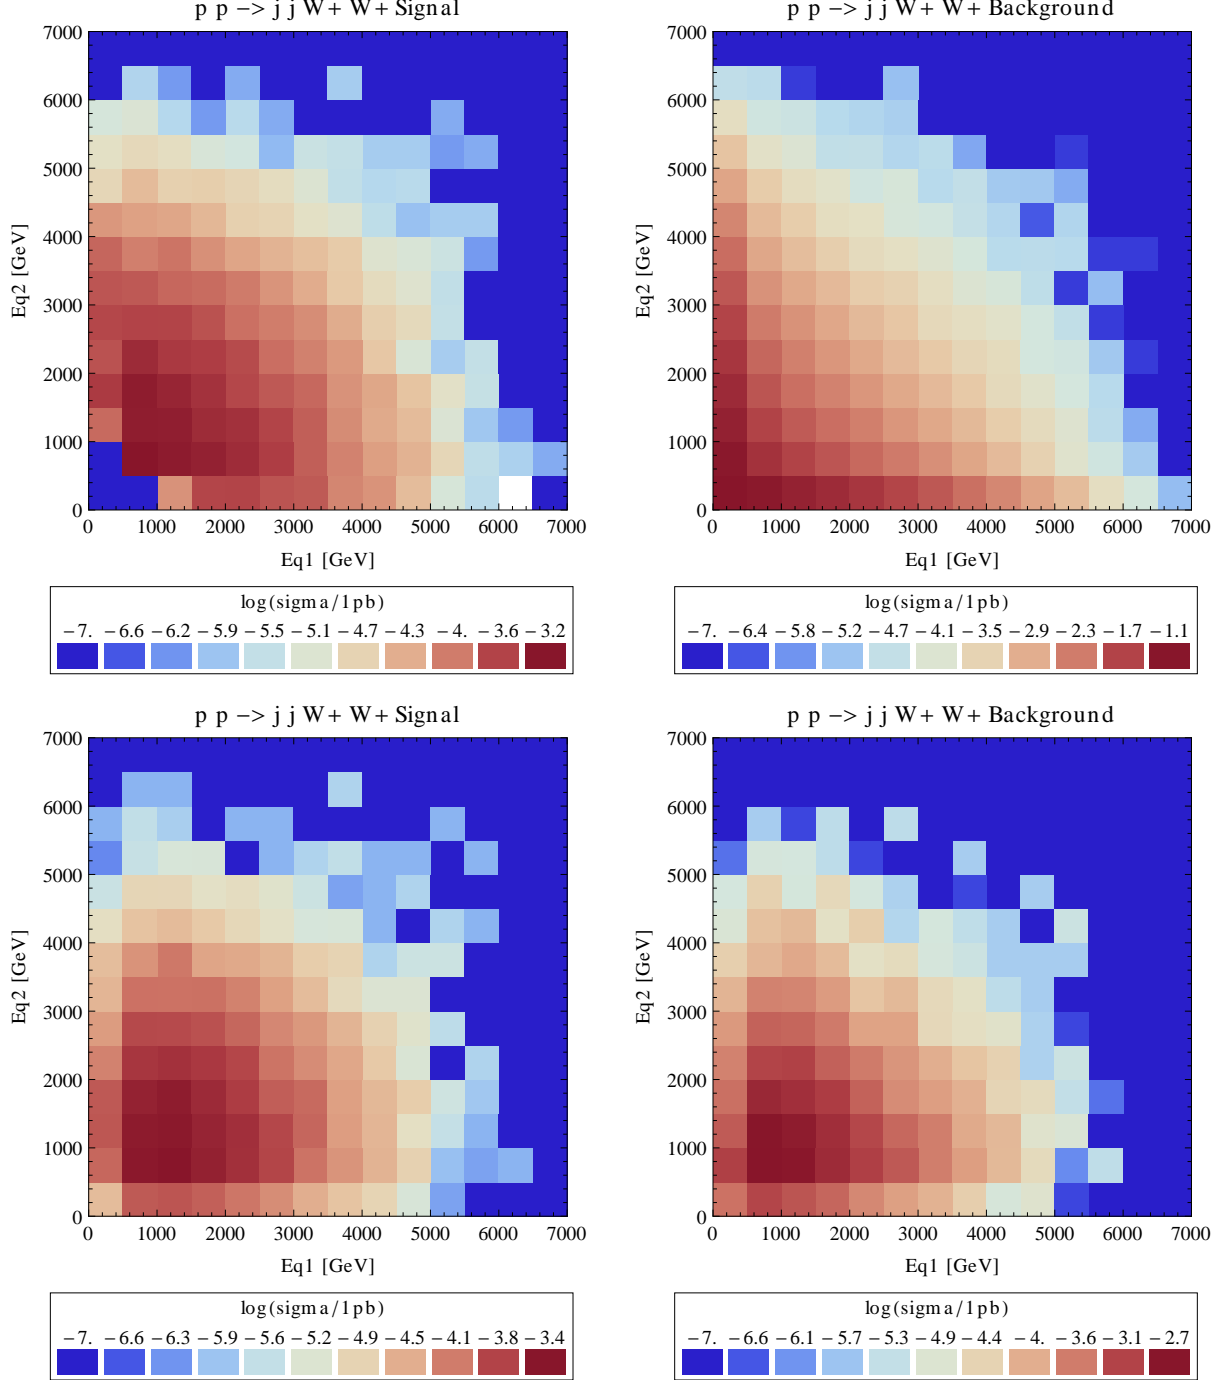 p p −> j j W+ W+ Signal
7000
6000
5000
4000
3000
2000
1000
0
Eq2 [GeV]
0 1000 2000 3000 4000 5000 6000 7000
Eq1 [GeV]
log(sigma/1pb)
−7. −6.6 −6.2 −5.9 −5.5 −5.1 −4.7 −4.3 −4. −3.6 −3.2
p p −> j j W+ W+ Background
7000
6000
5000
4000
3000
2000
1000
0
Eq2 [GeV]
0 1000 2000 3000 4000 5000 6000 7000
Eq1 [GeV]
log(sigma/1pb)
−7. −6.4 −5.8 −5.2 −4.7 −4.1 −3.5 −2.9 −2.3 −1.7 −1.1
p p −> j j W+ W+ Signal
7000
6000
5000
4000
3000
2000
1000
0
Eq2 [GeV]
0 1000 2000 3000 4000 5000 6000 7000
Eq1 [GeV]
log(sigma/1pb)
−7. −6.6 −6.3 −5.9 −5.6 −5.2 −4.9 −4.5 −4.1 −3.8 −3.4
p p −> j j W+ W+ Background
7000
6000
5000
4000
3000
2000
1000
0
Eq2 [GeV]
0 1000 2000 3000 4000 5000 6000 7000
Eq1 [GeV]
log(sigma/1pb)
−7. −6.6 −6.1 −5.7 −5.3 −4.9 −4.4 −4. −3.6 −3.1 −2.7